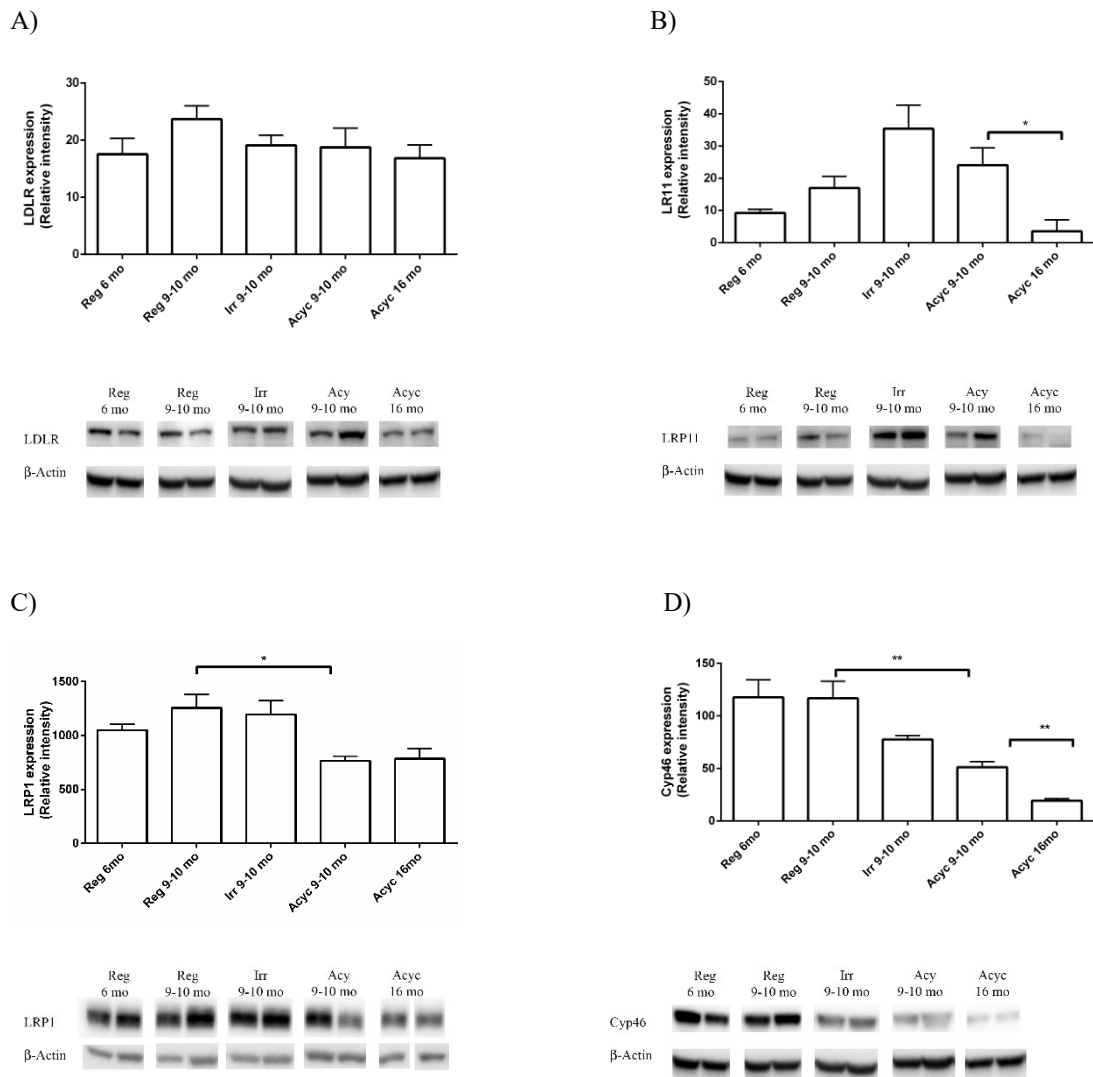 A)
LDLR expression
(Relative intensity)
30
20
10
0
Reg 6 mo
Reg 9-10 mo
Irr 9-10 mo
Acyc 9-10 mo
Acyc 16 mo
Reg Reg Irr Acy Acyc
6 mo 9-10 mo 9-10 mo 9-10 mo 16 mo
LDLR
β-Actin
B)
LR11 expression
(Relative intensity)
50
40
30
20
10
0
*
Reg 6 mo
Reg 9-10 mo
Irr 9-10 mo
Acyc 9-10 mo
Acyc 16 mo
Reg Reg Irr Acy Acyc
6 mo 9-10 mo 9-10 mo 9-10 mo 16 mo
LRP11
β-Actin
C)
LRP1 expression
(Relative intensity)
1500
1000
500
0
*
Reg 6mo
Reg 9-10 mo
Irr 9-10 mo
Acyc 9-10 mo
Acyc 16mo
Reg Reg Irr Acy Acyc
6 mo 9-10 mo 9-10 mo 9-10 mo 16 mo
LRP1
β-Actin
D)
Cyp46 expression
(Relative intensity)
150
100
50
0
**
**
Reg 6mo
Reg 9-10 mo
Irr 9-10 mo
Acyc 9-10 mo
Acyc 16mo
Reg Reg Irr Acy Acyc
6 mo 9-10 mo 9-10 mo 9-10 mo 16 mo
Cyp46
β-Actin